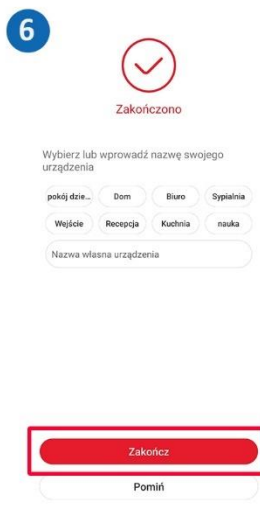 6
Zakończono
Wybierz lub wprowadź nazwę swojego
urządzenia
pokój dzie... Dom Biuro Sypialnia
Wejście Recepcja Kuchnia nauka
Nazwa własna urządzenia
Zakończ
Pomiń